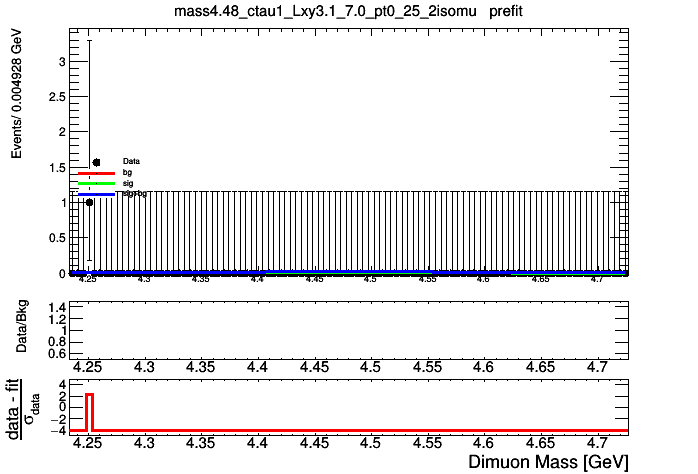 mass4.48_ctau1_Lxy3.1_7.0_pt0_25_2isomu prefit
Events/ 0.004928 GeV
3
2.5
2
1.5
1
0.5
0
Data
bg
sig
sig+bg
4.25 4.3 4.35 4.4 4.45 4.5 4.55 4.6 4.65 4.7
Data/Bkg
1.4
1.2
1
0.8
0.6
4.25 4.3 4.35 4.4 4.45 4.5 4.55 4.6 4.65 4.7
data - fit
σdata
4
2
0
−2
−4
4.25 4.3 4.35 4.4 4.45 4.5 4.55 4.6 4.65 4.7
Dimuon Mass [GeV]